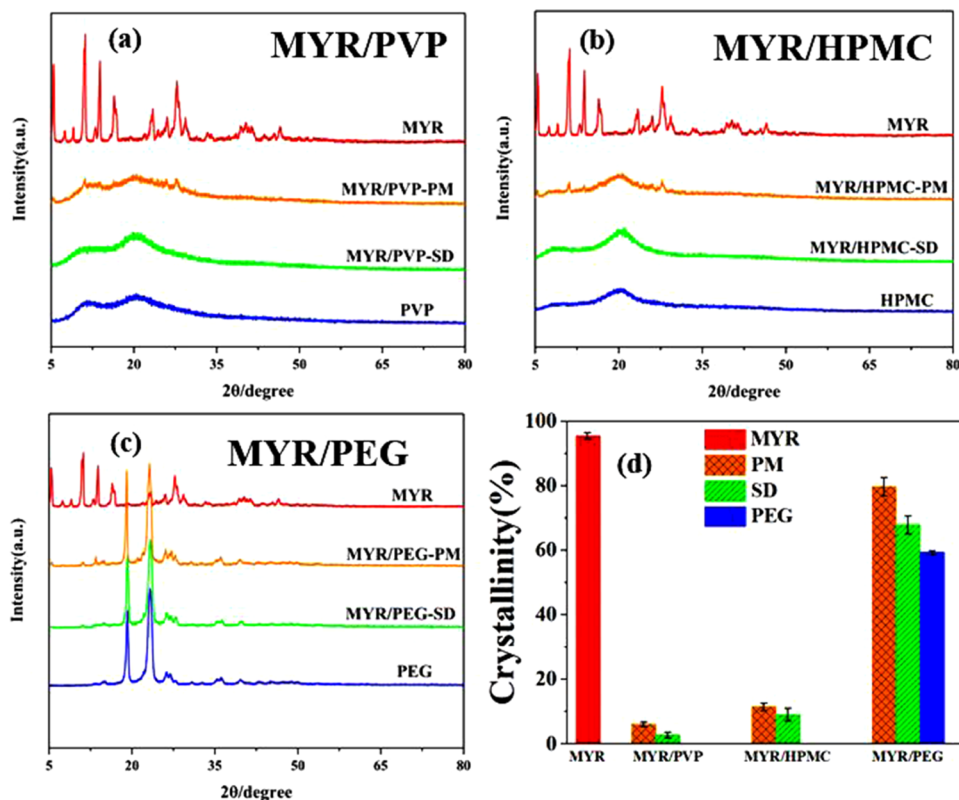 (a) MYR/PVP
MYR
MYR/PVP-PM
MYR/PVP-SD
PVP
Intensity(a.u.)
5 20 35 50 65 80
2θ/degree
(b) MYR/HPMC
MYR
MYR/HPMC-PM
MYR/HPMC-SD
HPMC
Intensity(a.u.)
5 20 35 50 65 80
2θ/degree
(c) MYR/PEG
MYR
MYR/PEG-PM
MYR/PEG-SD
PEG
Intensity(a.u.)
5 20 35 50 65 80
2θ/degree
(d)
MYR
PM
SD
PEG
Crystallinity(%)
100
80
60
40
20
0
MYR MYR/PVP MYR/HPMC MYR/PEG